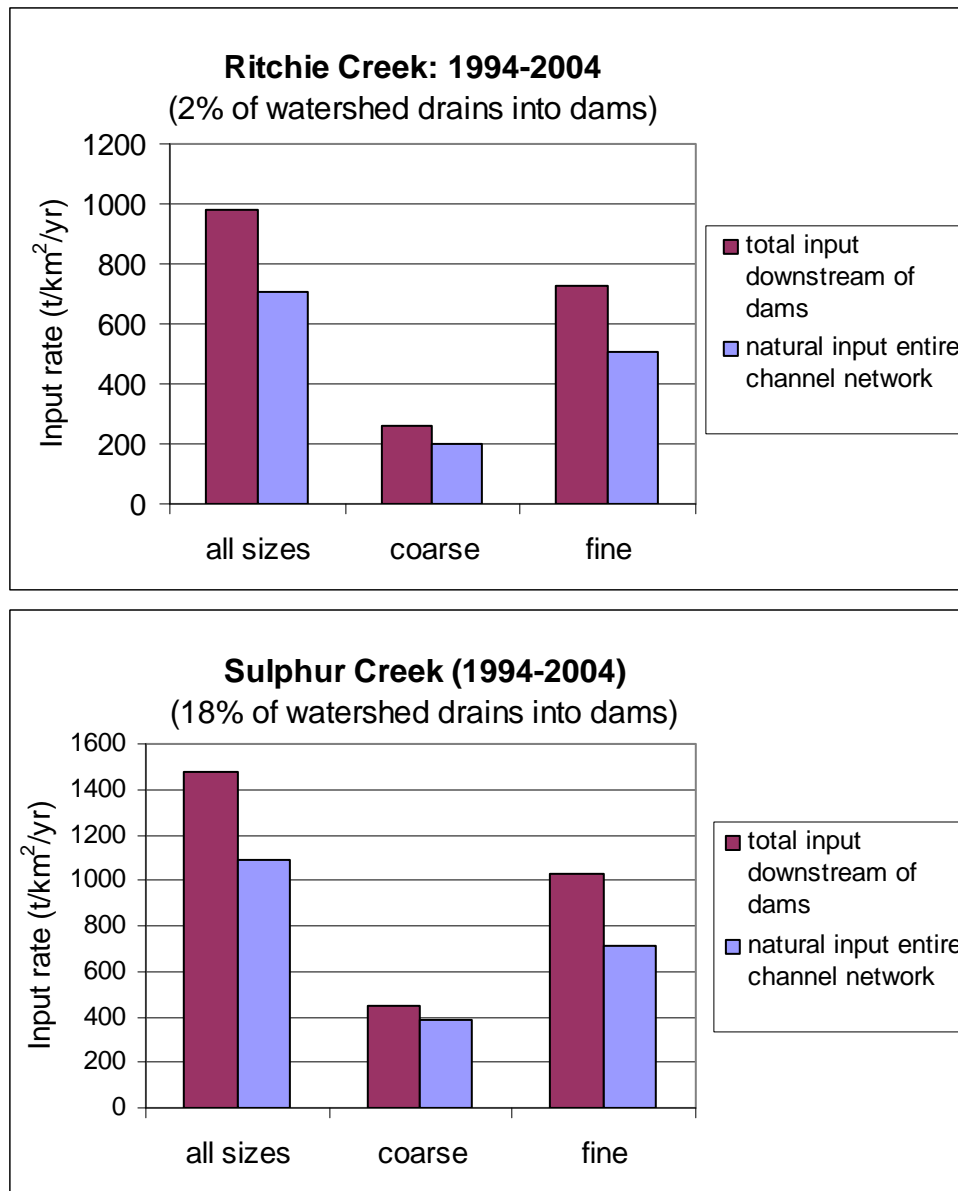 Ritchie Creek: 1994-2004
(2% of watershed drains into dams)
Input rate (t/km²/yr)
1200
1000
800
600
400
200
0
all sizes
coarse
fine
total input
downstream of
dams
natural input entire
channel network
Sulphur Creek (1994-2004)
(18% of watershed drains into dams)
Input rate (t/km²/yr)
1600
1400
1200
1000
800
600
400
200
0
all sizes
coarse
fine
total input
downstream of
dams
natural input entire
channel network